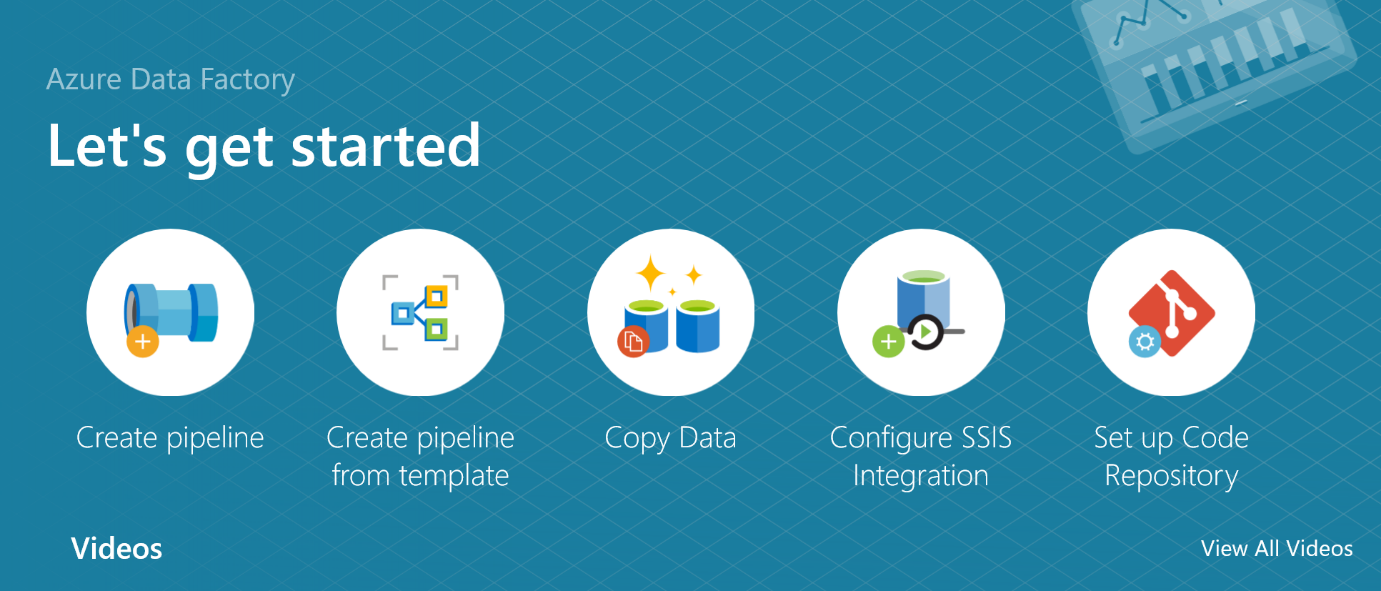 Azure Data Factory
Let's get started
Create pipeline
Create pipeline
from template
Copy Data
Configure SSIS
Integration
Set up Code
Repository
Videos
View All Videos